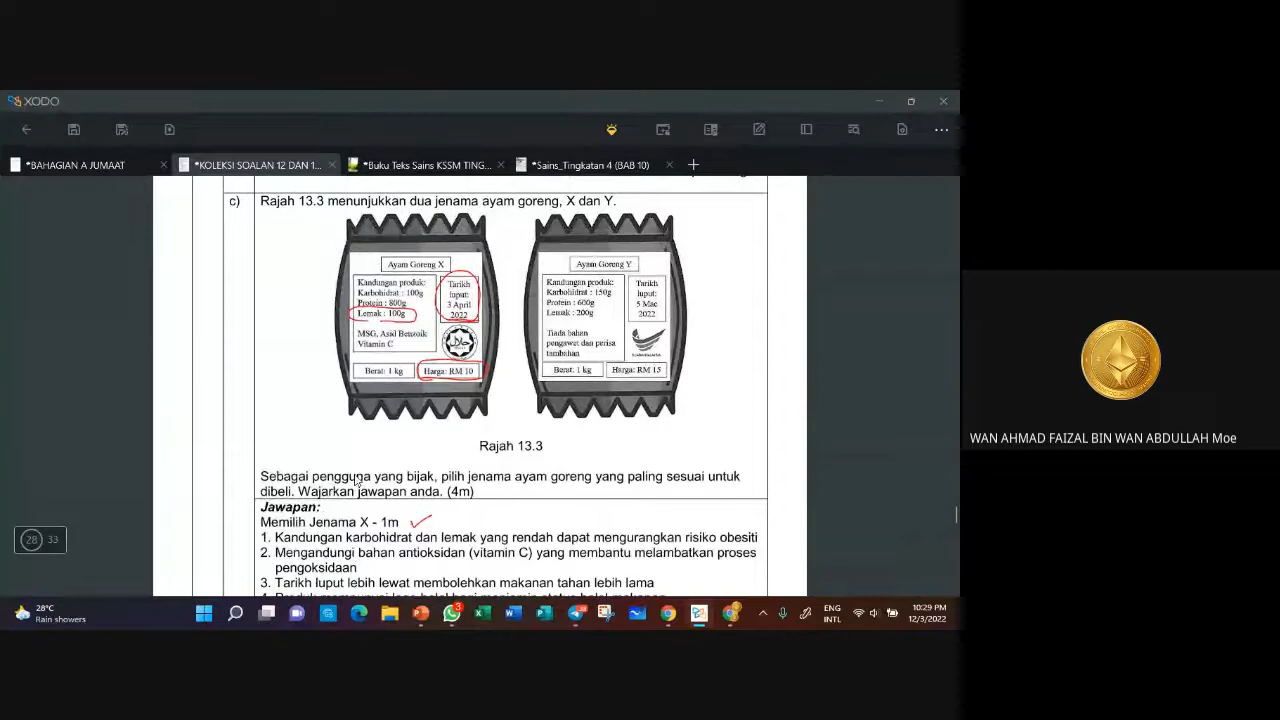 XODO
*BAHAGIAN A JUMAAT
*KOLEKSI SOALAN 12 DAN 1...
*Buku Teks Sains KSSM TING...
*Sains_Tingkatan 4 (BAB 10)
c)
Rajah 13.3 menunjukkan dua jenama ayam goreng, X dan Y.
Ayam Goreng X
Kandungan produk:
Karbohidrat : 100g
Protein : 800g
Lemak : 100g
MSG, Asid Benzoik
Vitamin C
Tarikh
luput:
3 April
2022
Berat: 1 kg
Harga: RM 10
Ayam Goreng Y
Kandungan produk:
Karbohidrat : 150g
Protein : 600g
Lemak : 200g
Tiada bahan
pengawet dan perisa
tambahan
Tarikh
luput:
5 Mac
2022
Berat: 1 kg
Harga: RM 15
Rajah 13.3
Sebagai pengguna yang bijak, pilih jenama ayam goreng yang paling sesuai untuk
dibeli. Wajarkan jawapan anda. (4m)
Jawapan:
Memilih Jenama X - 1m
1. Kandungan karbohidrat dan lemak yang rendah dapat mengurangkan risiko obesiti
2. Mengandungi bahan antioksidan (vitamin C) yang membantu melambatkan proses
pengoksidaan
3. Tarikh luput lebih lewat membolehkan makanan tahan lebih lama
28 33
WAN AHMAD FAIZAL BIN WAN ABDULLAH Moe
28°C
Rain showers
3
ENG
INTL
10:29 PM
12/3/2022